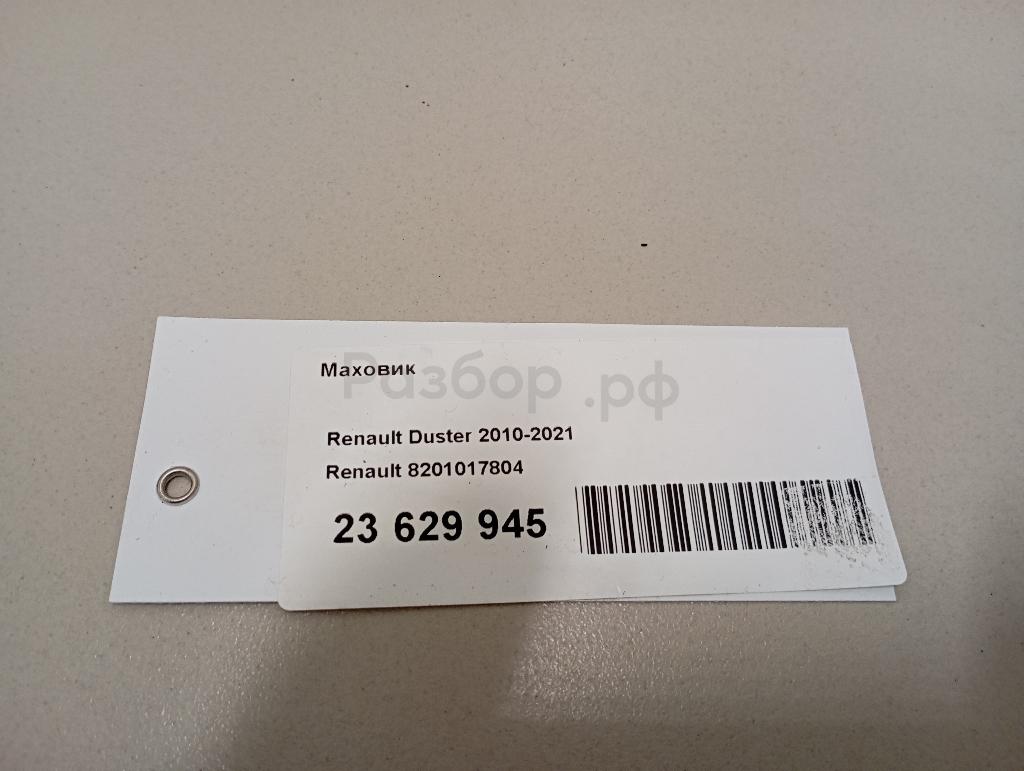 Маховик
Разбор.рф
Renault Duster 2010-2021
Renault 8201017804
23 629 945